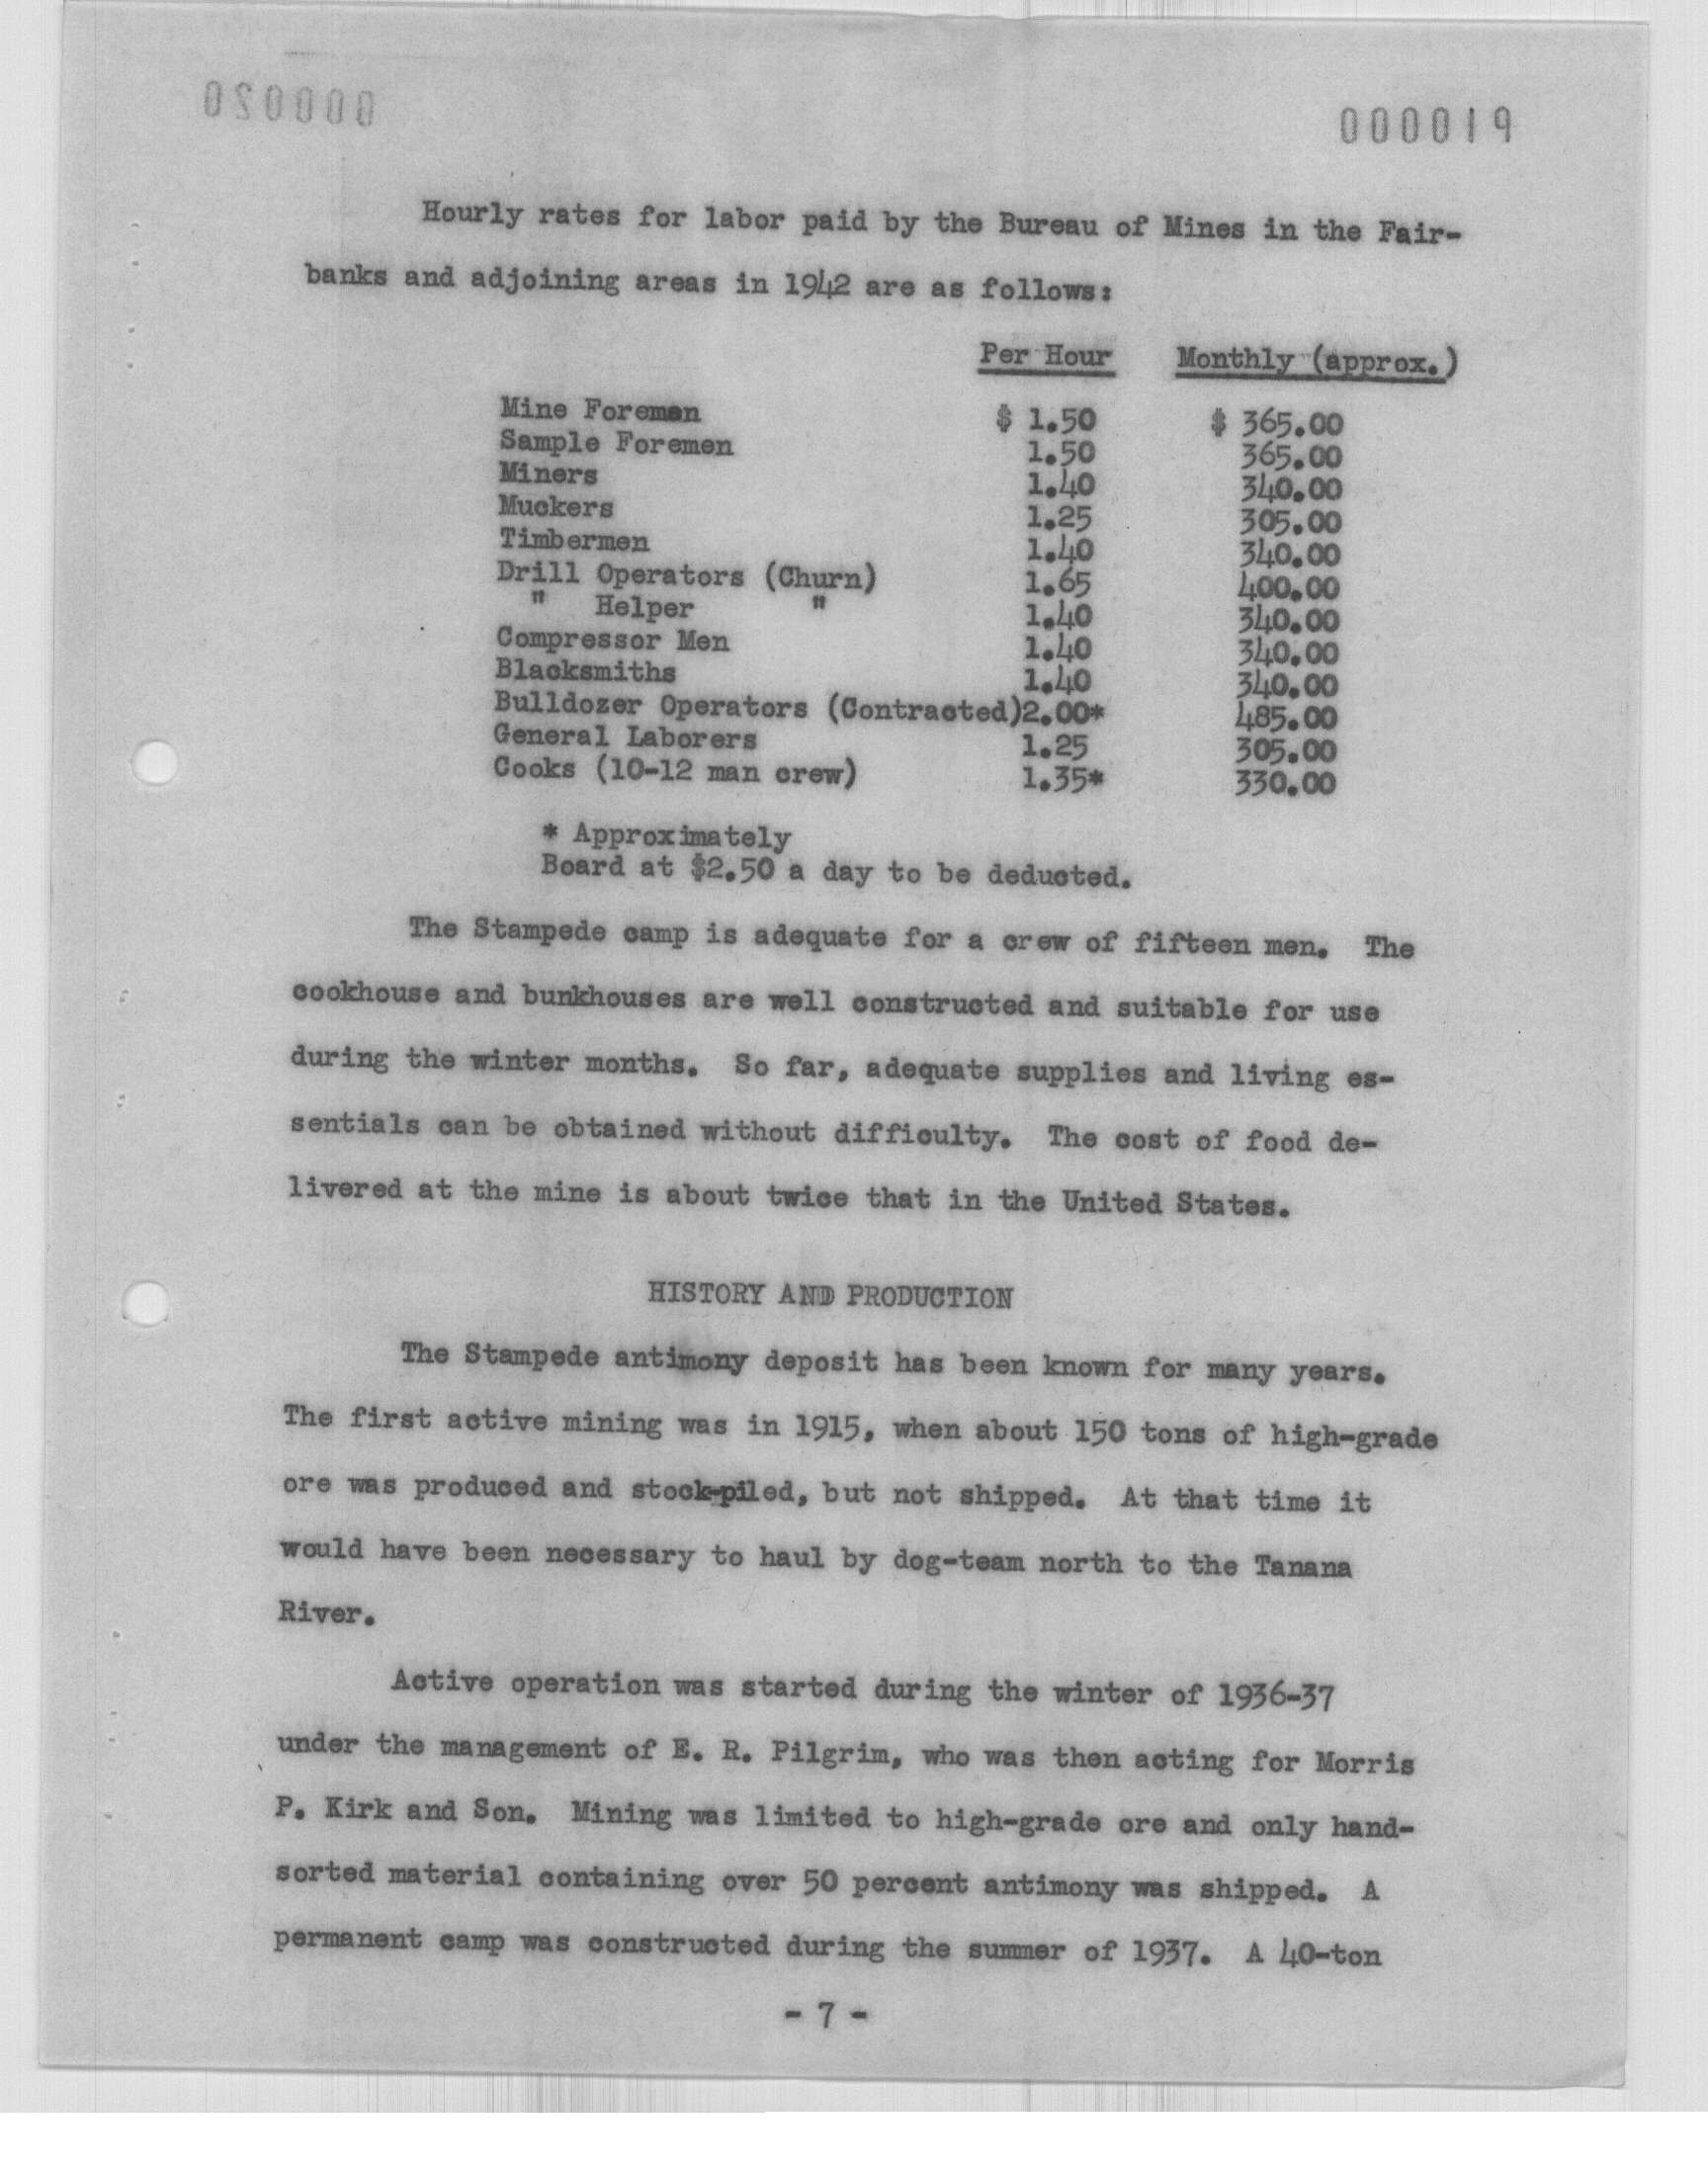 000020
000019
Hourly rates for labor paid by the Bureau of Mines in the Fair-
banks and adjoining areas in 1942 are as follows:
Per Hour Monthly (approx.)
Mine Foremen $ 1.50 $ 365.00
Sample Foremen 1.50 365.00
Miners 1.40 340.00
Muckers 1.25 305.00
Timbermen 1.40 340.00
Drill Operators (Churn) 1.65 400.00
" Helper " 1.40 340.00
Compressor Men 1.40 340.00
Blacksmiths 1.40 340.00
Bulldozer Operators (Contracted)2.00* 485.00
General Laborers 1.25 305.00
Cooks (10-12 man crew) 1.35* 330.00
* Approximately
Board at $2.50 a day to be deducted.
The Stampede camp is adequate for a crew of fifteen men. The
cookhouse and bunkhouses are well constructed and suitable for use
during the winter months. So far, adequate supplies and living es-
sentials can be obtained without difficulty. The cost of food de-
livered at the mine is about twice that in the United States.
HISTORY AND PRODUCTION
The Stampede antimony deposit has been known for many years.
The first active mining was in 1915, when about 150 tons of high-grade
ore was produced and stock-piled, but not shipped. At that time it
would have been necessary to haul by dog-team north to the Tanana
River.
Active operation was started during the winter of 1936-37
under the management of E. R. Pilgrim, who was then acting for Morris
P. Kirk and Son. Mining was limited to high-grade ore and only hand-
sorted material containing over 50 percent antimony was shipped. A
permanent camp was constructed during the summer of 1937. A 40-ton
- 7 -